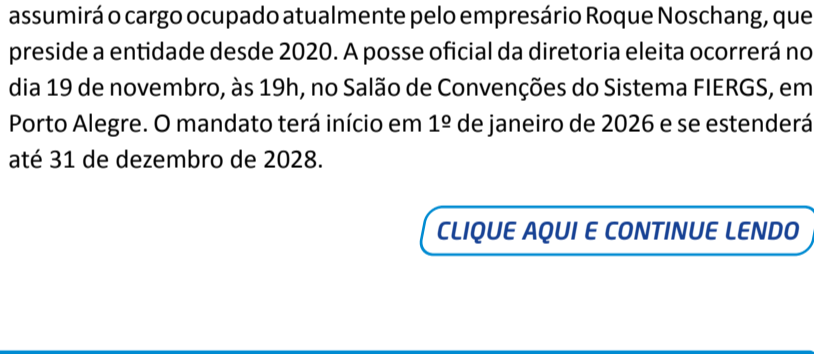 assumirá o cargo ocupado atualmente pelo empresário Roque Noschang, que
preside a entidade desde 2020. A posse oficial da diretoria eleita ocorrerá no
dia 19 de novembro, às 19h, no Salão de Convenções do Sistema FIERGS, em
Porto Alegre. O mandato terá início em 1º de janeiro de 2026 e se estenderá
até 31 de dezembro de 2028.
CLIQUE AQUI E CONTINUE LENDO